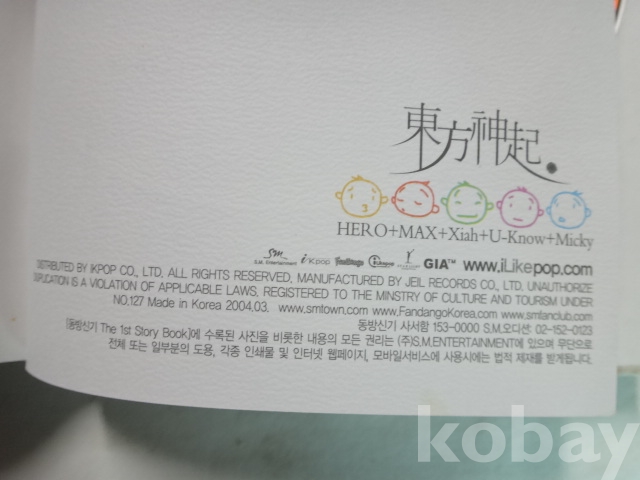 東方神起
HERO+MAX+Xiah+U-Know+Micky
S.M. Entertainment iKpop GIA™ www.iLikepop.com
DISTRIBUTED BY IKPOP CO., LTD. ALL RIGHTS RESERVED. MANUFACTURED BY JEIL RECORDS CO., LTD. UNAUTHORIZE
DUPLICATION IS A VIOLATION OF APPLICABLE LAWS. REGISTERED TO THE MINSTRY OF CULTURE AND TOURISM UNDER
NO.127 Made in Korea 2004.03. www.smtown.com www.FandangoKorea.com www.smfanclub.com
동방신기 사서함 153-0000 S.M.오디션: 02-152-0123
[동방신기 The 1st Story Book]에 수록된 사진을 비롯한 내용의 모든 권리는 (주)S.M.ENTERTAINMENT에 있으며 무단으로
전체 또는 일부분의 도용, 각종 인쇄물 및 인터넷 웹페이지, 모바일서비스에 사용시에는 법적 제재를 받게됩니다.
kobay